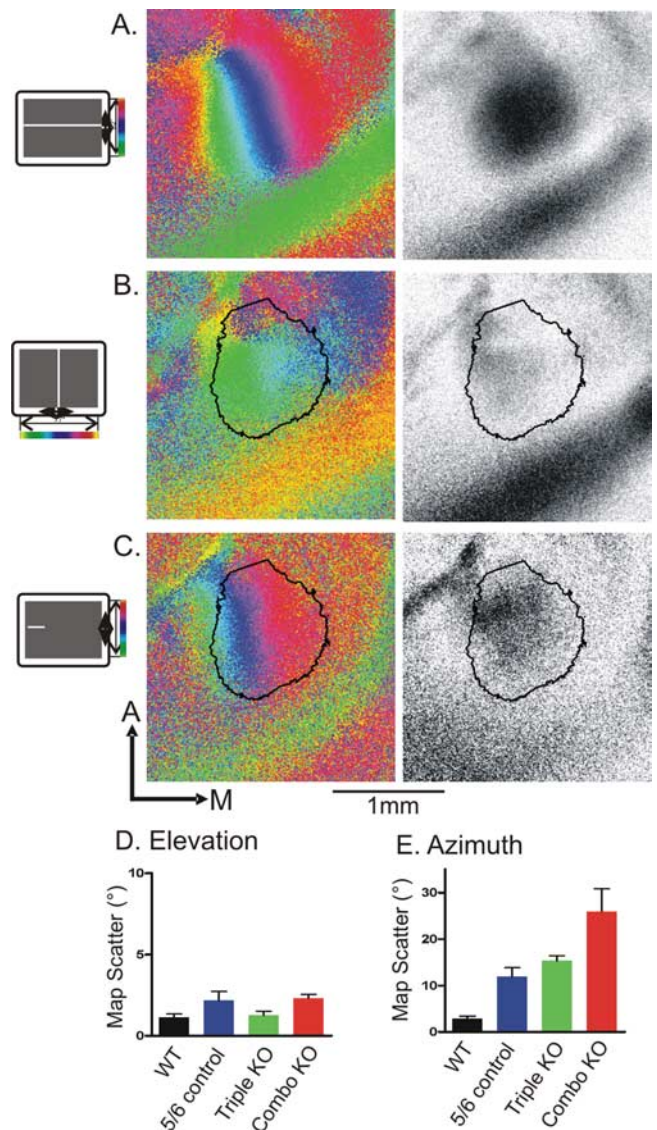 A.
B.
C.
A
M
1mm
D. Elevation
Map Scatter (°)
10
5
0
WT
5/6 control
Triple KO
Combo KO
E. Azimuth
Map Scatter (°)
30
20
10
0
WT
5/6 control
Triple KO
Combo KO